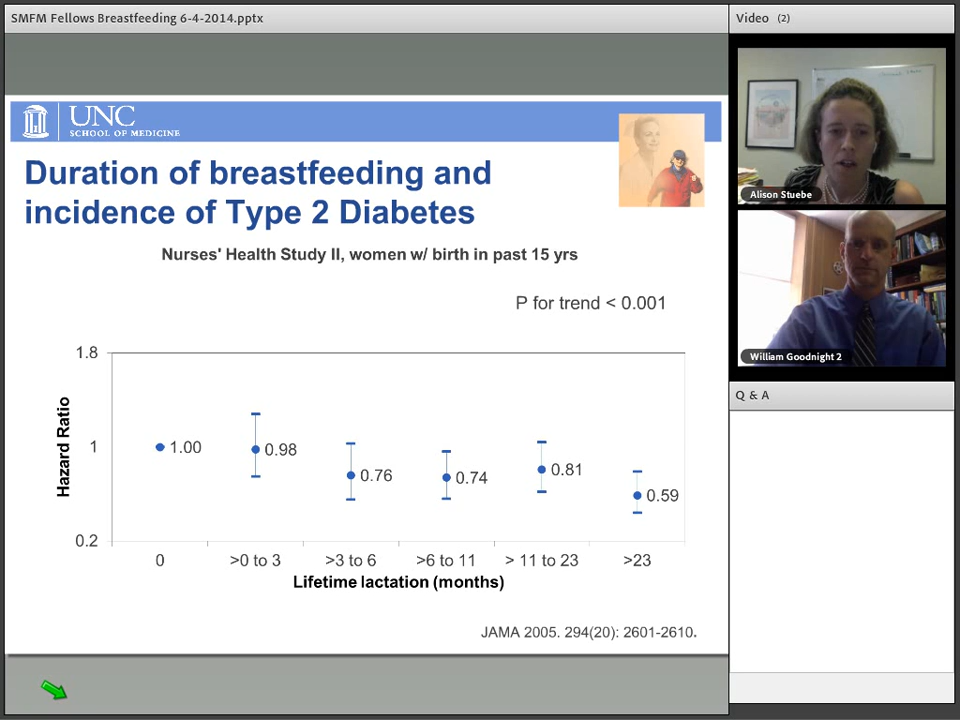 SMFM Fellows Breastfeeding 6-4-2014.pptx
Video (2)
UNC
SCHOOL OF MEDICINE
Duration of breastfeeding and
incidence of Type 2 Diabetes
Nurses' Health Study II, women w/ birth in past 15 yrs
P for trend < 0.001
Hazard Ratio
1.8
1
0.2
1.00
0.98
0.76
0.74
0.81
0.59
0
>0 to 3
>3 to 6
>6 to 11
> 11 to 23
>23
Lifetime lactation (months)
JAMA 2005. 294(20): 2601-2610.
Alison Stuebe
William Goodnight 2
Q & A